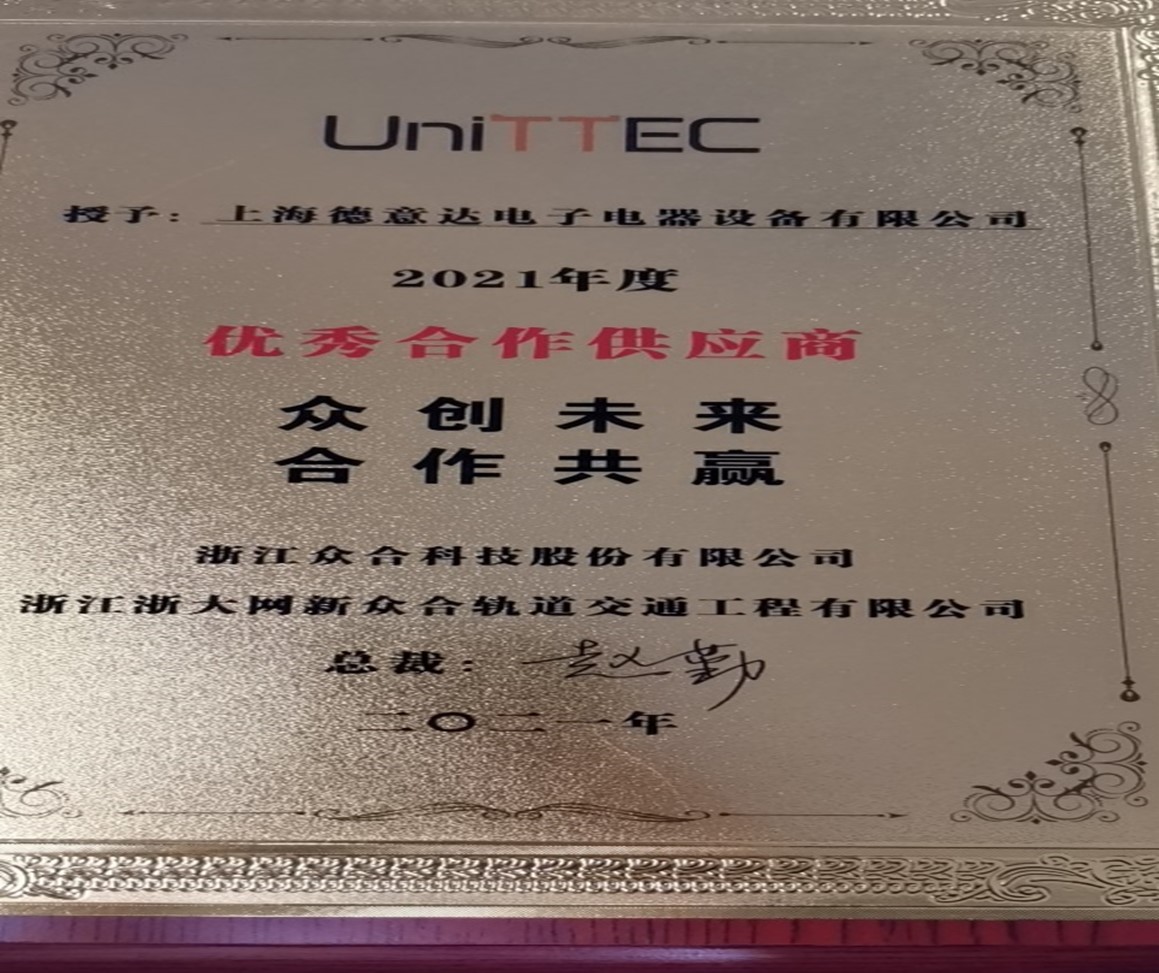 UniTTEC
授予：上海德意达电子电器设备有限公司
2021年度
优秀合作供应商
众创未来
合作共赢
浙江众合科技股份有限公司
浙江浙大网新众合轨道交通工程有限公司
总裁：赵勤
二〇二一年